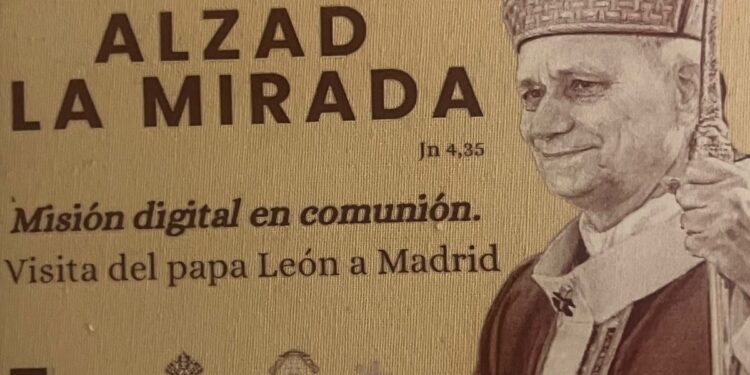 ALZAD
LA MIRADA
Jn 4,35
Misión digital en comunión.
Visita del papa León a Madrid